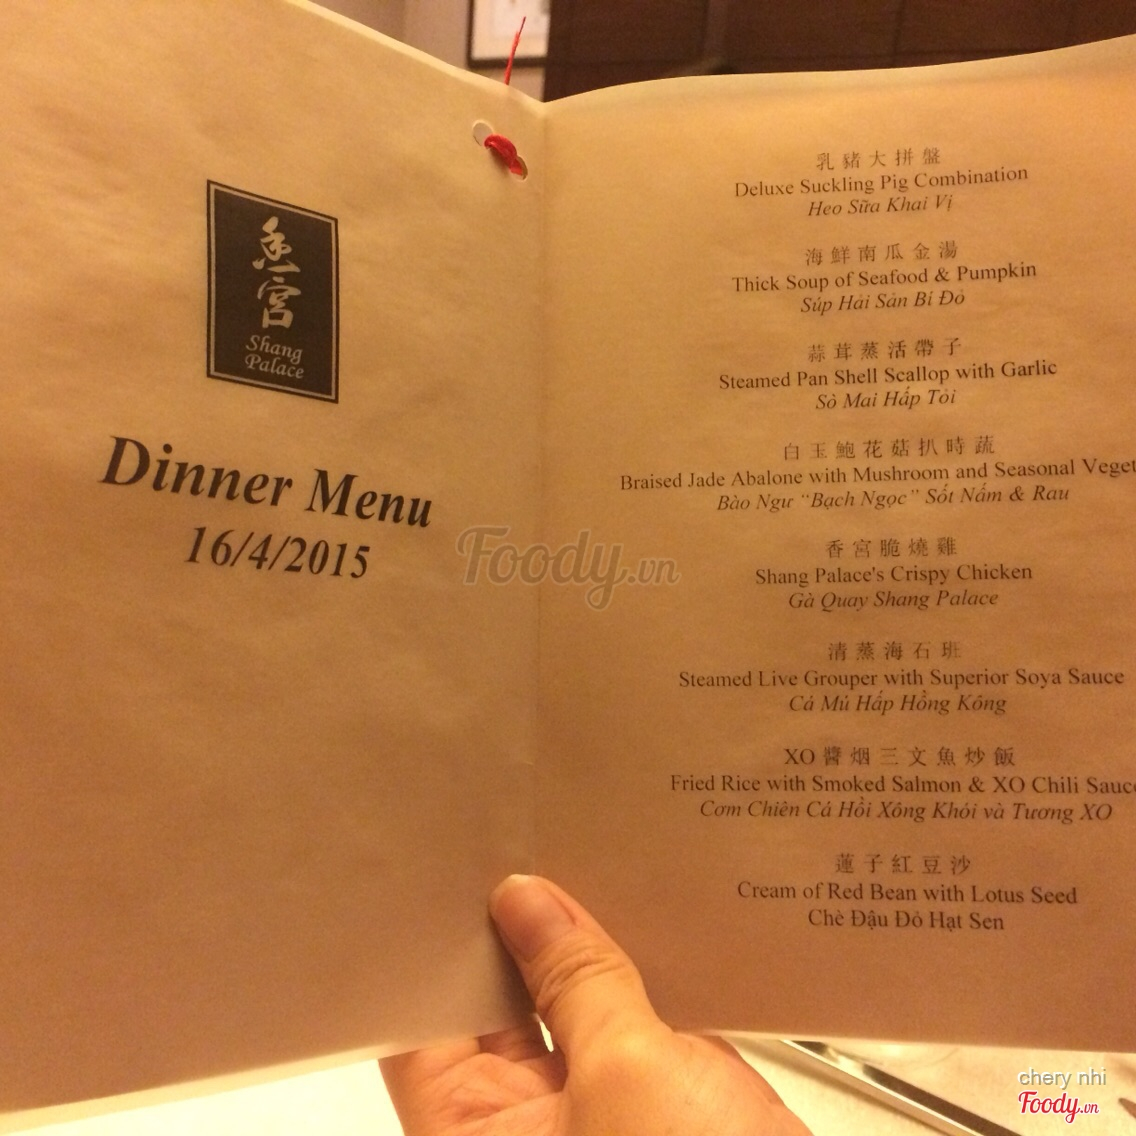 香宮
Shang
Palace
Dinner Menu
16/4/2015
乳豬大拼盤
Deluxe Suckling Pig Combination
Heo Sữa Khai Vị
海鮮南瓜金湯
Thick Soup of Seafood & Pumpkin
Súp Hải Sản Bí Đỏ
蒜茸蒸活帶子
Steamed Pan Shell Scallop with Garlic
Sò Mai Hấp Tỏi
白玉鮑花菇扒時蔬
Braised Jade Abalone with Mushroom and Seasonal Veget
Bào Ngư “Bạch Ngọc” Sốt Nấm & Rau
香宮脆燒雞
Shang Palace's Crispy Chicken
Gà Quay Shang Palace
清蒸海石班
Steamed Live Grouper with Superior Soya Sauce
Cá Mú Hấp Hồng Kông
XO醬烟三文魚炒飯
Fried Rice with Smoked Salmon & XO Chili Sauce
Cơm Chiên Cá Hồi Xông Khói và Tương XO
蓮子紅豆沙
Cream of Red Bean with Lotus Seed
Chè Đậu Đỏ Hạt Sen
Foody.vn
chery nhi
Foody.vn